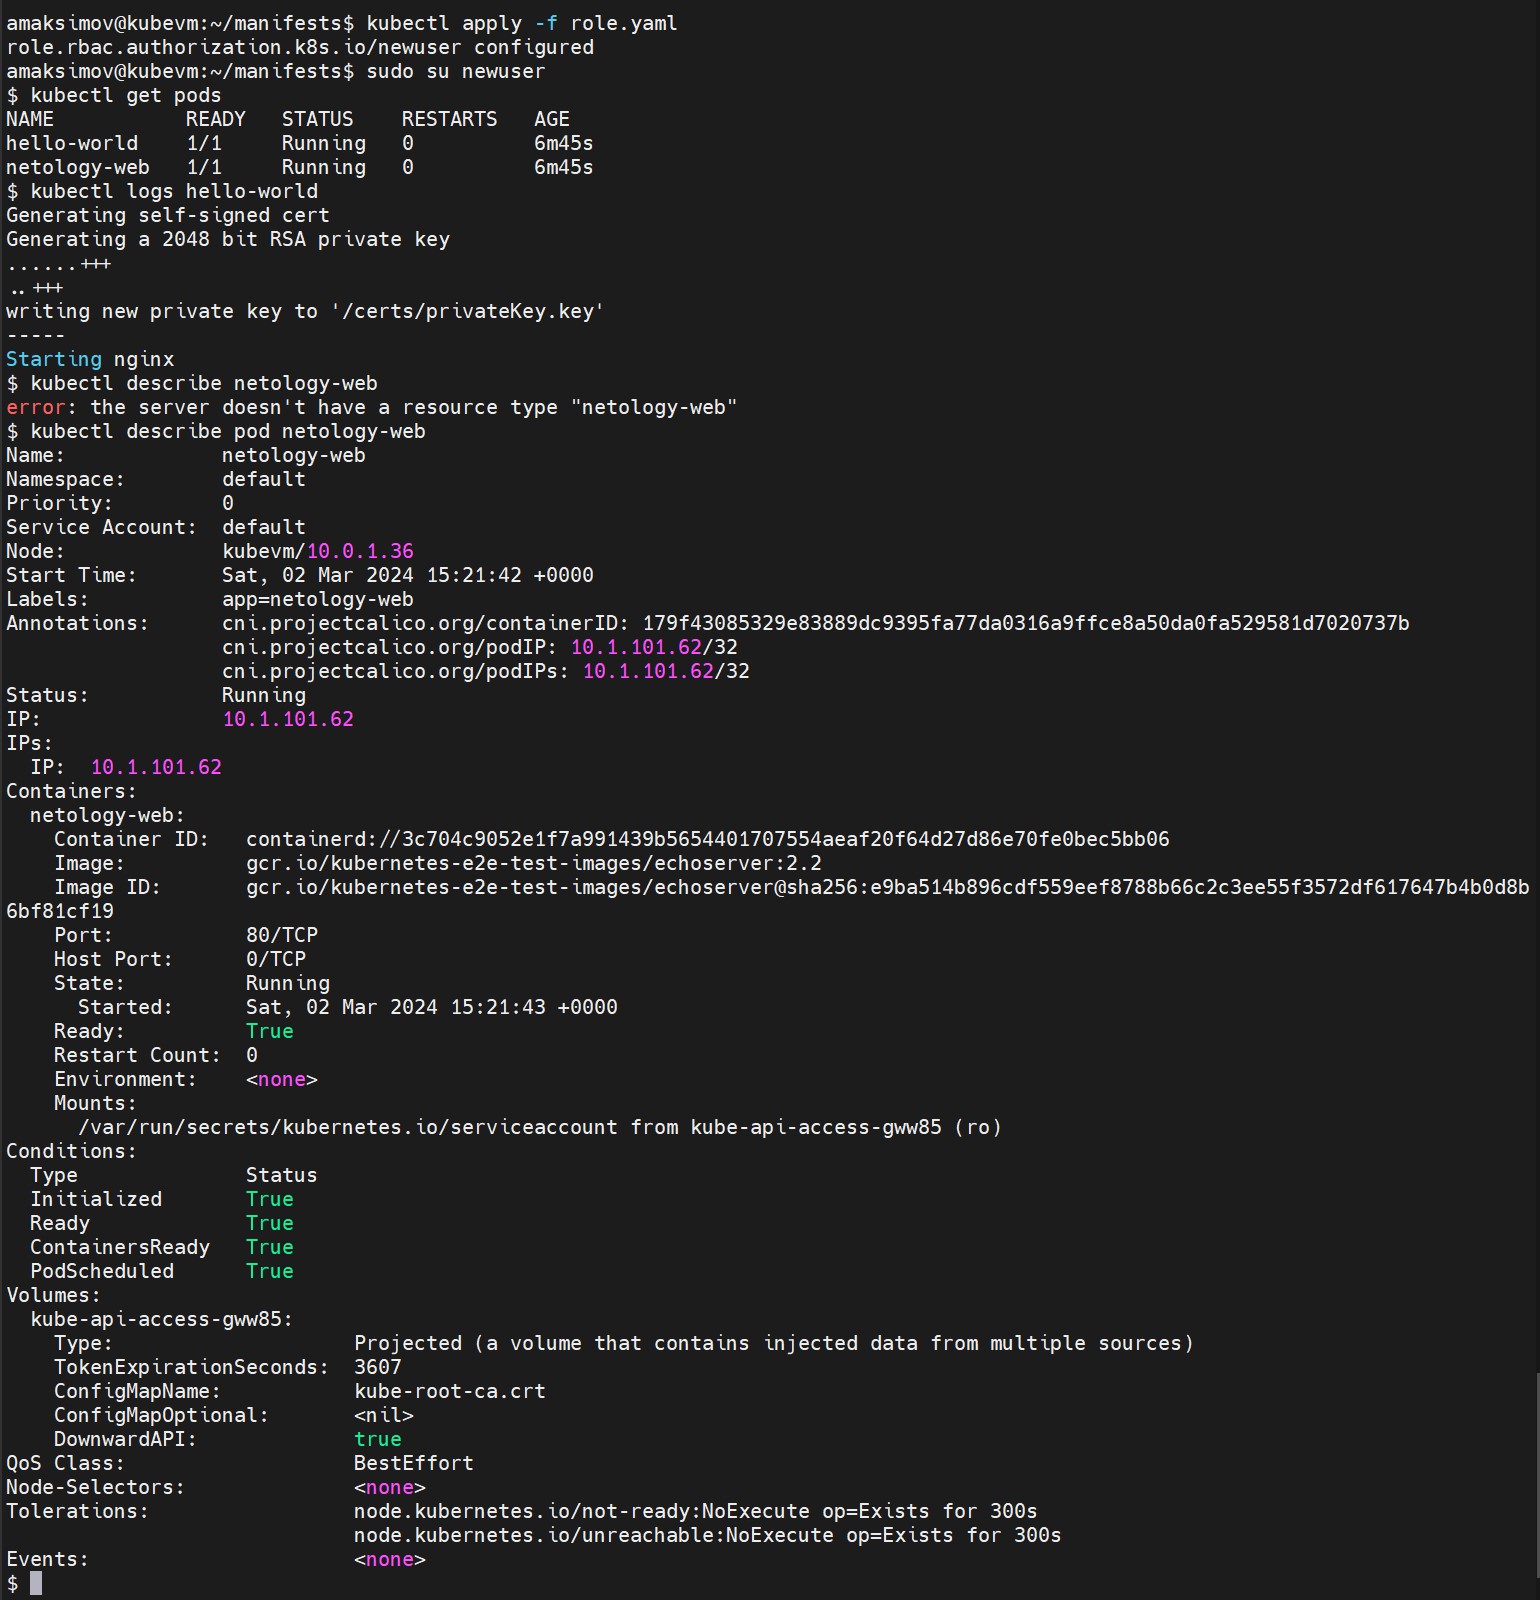 amaksimov@kubevm:~/manifests$ kubectl apply -f role.yaml
role.rbac.authorization.k8s.io/newuser configured
amaksimov@kubevm:~/manifests$ sudo su newuser
$ kubectl get pods
NAME           READY   STATUS    RESTARTS   AGE
hello-world    1/1     Running   0          6m45s
netology-web   1/1     Running   0          6m45s
$ kubectl logs hello-world
Generating self-signed cert
Generating a 2048 bit RSA private key
......+++
..+++
writing new private key to '/certs/privateKey.key'
-----
Starting nginx
$ kubectl describe netology-web
error: the server doesn't have a resource type "netology-web"
$ kubectl describe pod netology-web
Name:             netology-web
Namespace:        default
Priority:         0
Service Account:  default
Node:             kubevm/10.0.1.36
Start Time:       Sat, 02 Mar 2024 15:21:42 +0000
Labels:           app=netology-web
Annotations:      cni.projectcalico.org/containerID: 179f43085329e83889dc9395fa77da0316a9ffce8a50da0fa529581d7020737b
                  cni.projectcalico.org/podIP: 10.1.101.62/32
                  cni.projectcalico.org/podIPs: 10.1.101.62/32
Status:           Running
IP:               10.1.101.62
IPs:
  IP:  10.1.101.62
Containers:
  netology-web:
    Container ID:   containerd://3c704c9052e1f7a991439b5654401707554aeaf20f64d27d86e70fe0bec5bb06
    Image:          gcr.io/kubernetes-e2e-test-images/echoserver:2.2
    Image ID:       gcr.io/kubernetes-e2e-test-images/echoserver@sha256:e9ba514b896cdf559eef8788b66c2c3ee55f3572df617647b4b0d8b
6bf81cf19
    Port:           80/TCP
    Host Port:      0/TCP
    State:          Running
      Started:      Sat, 02 Mar 2024 15:21:43 +0000
    Ready:          True
    Restart Count:  0
    Environment:    <none>
    Mounts:
      /var/run/secrets/kubernetes.io/serviceaccount from kube-api-access-gww85 (ro)
Conditions:
  Type              Status
  Initialized       True
  Ready             True
  ContainersReady   True
  PodScheduled      True
Volumes:
  kube-api-access-gww85:
    Type:                    Projected (a volume that contains injected data from multiple sources)
    TokenExpirationSeconds:  3607
    ConfigMapName:           kube-root-ca.crt
    ConfigMapOptional:       <nil>
    DownwardAPI:             true
QoS Class:                   BestEffort
Node-Selectors:              <none>
Tolerations:                 node.kubernetes.io/not-ready:NoExecute op=Exists for 300s
                             node.kubernetes.io/unreachable:NoExecute op=Exists for 300s
Events:                      <none>
$